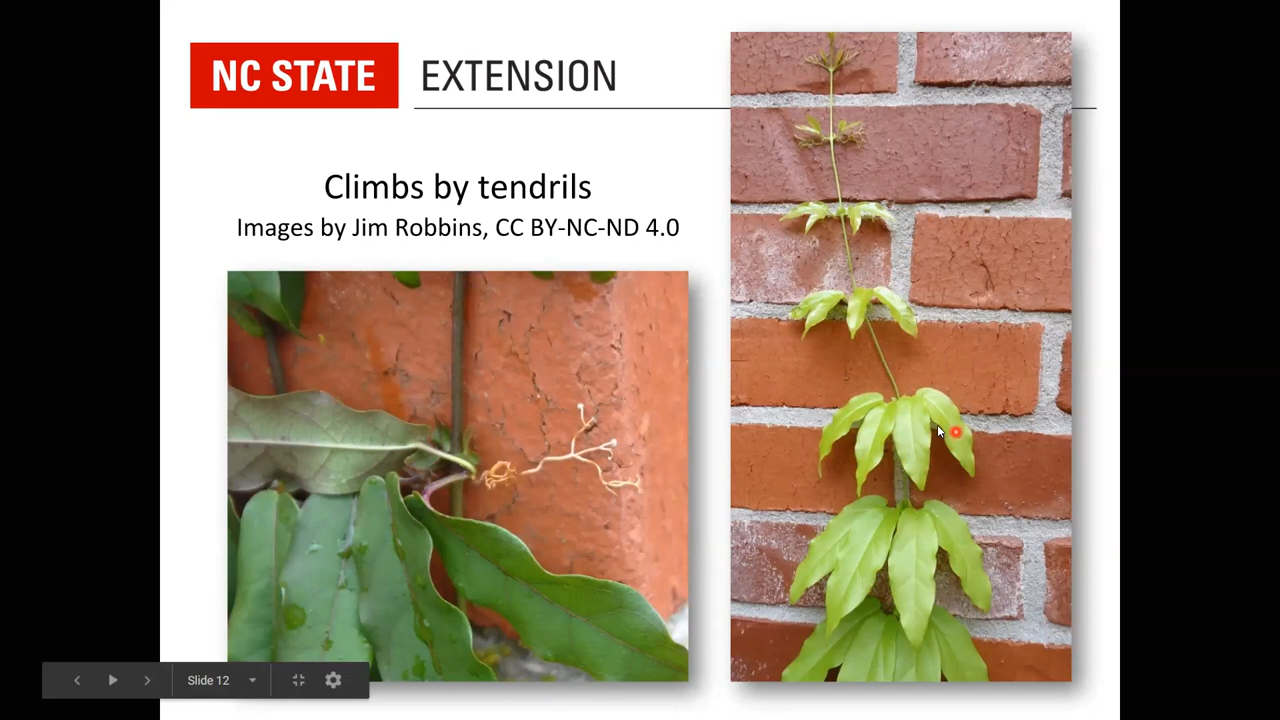 NC STATE EXTENSION
Climbs by tendrils
Images by Jim Robbins, CC BY-NC-ND 4.0
Slide 12